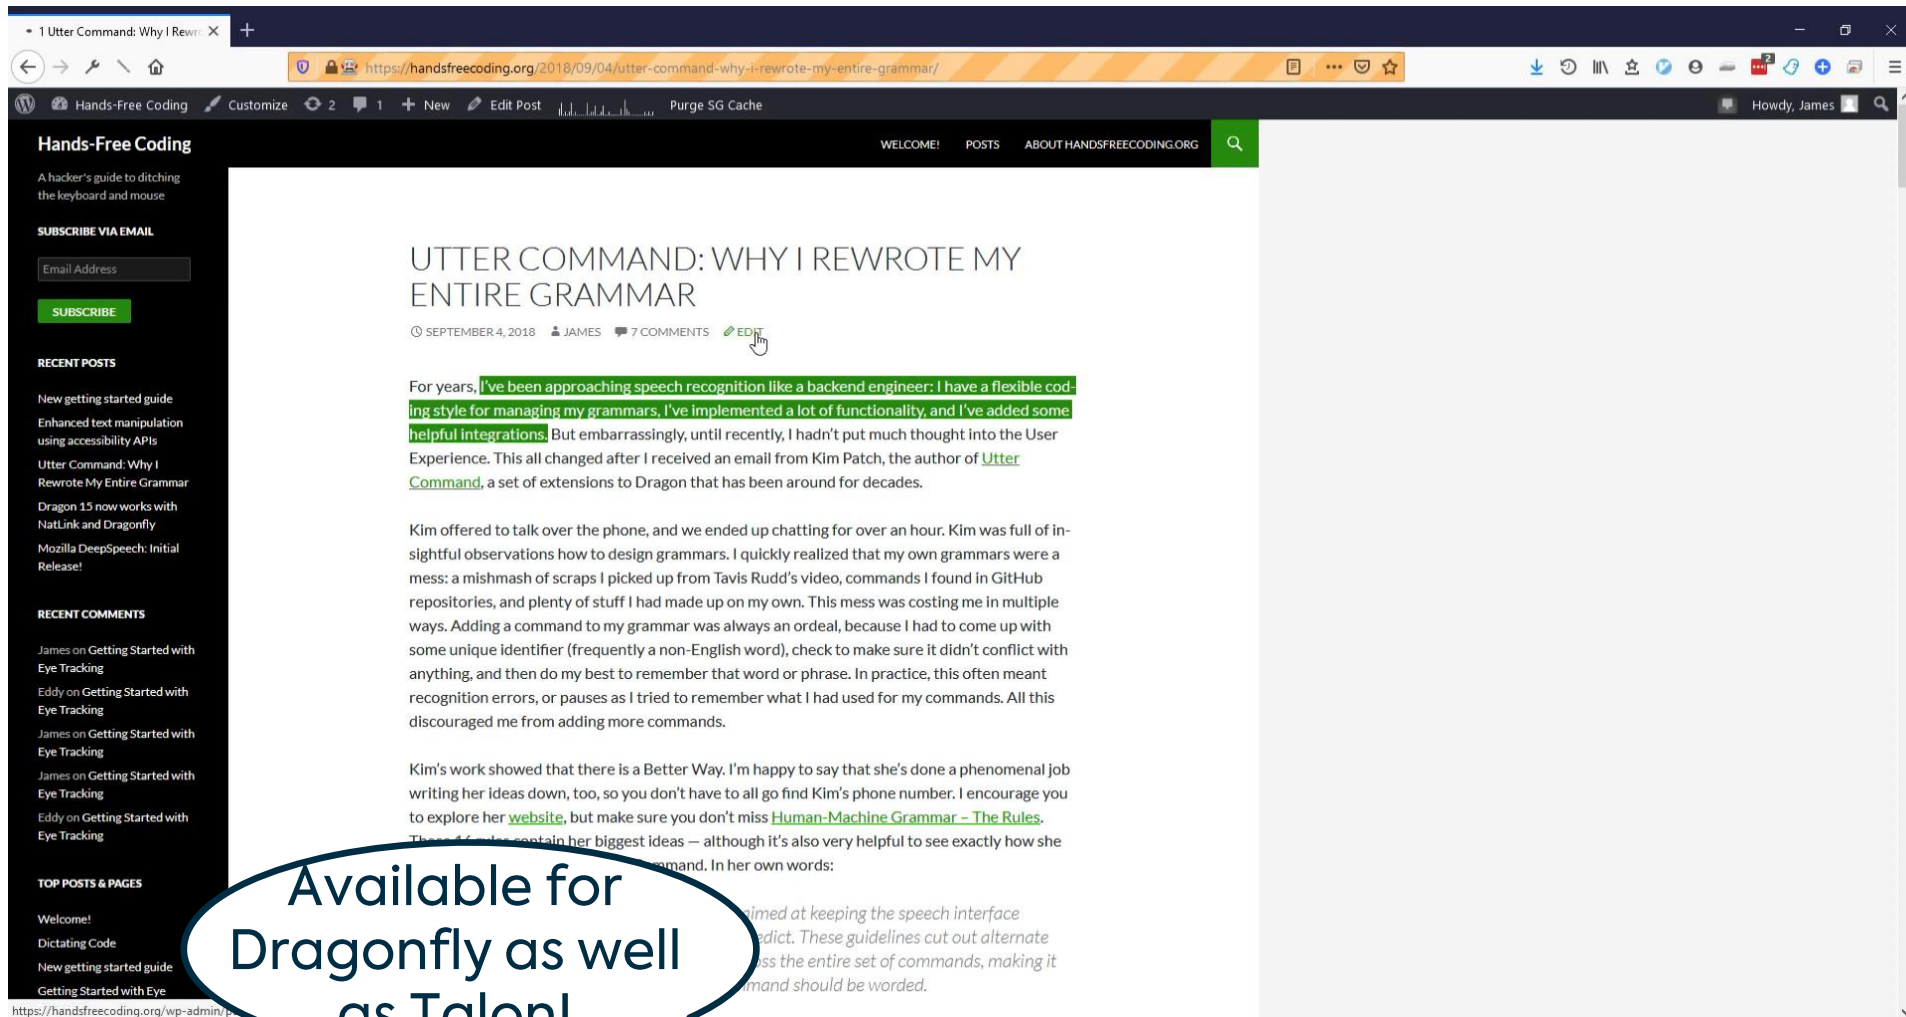 1 Utter Command: Why I Rewr
https://handsfreecoding.org/2018/09/04/utter-command-why-i-rewrote-my-entire-grammar/
2
Hands-Free Coding Customize 2 1 New Edit Post Purge SG Cache Howdy, James
Hands-Free Coding
WELCOME! POSTS ABOUT HANDSFREECODING.ORG
A hacker's guide to ditching
the keyboard and mouse
SUBSCRIBE VIA EMAIL
Email Address
SUBSCRIBE
RECENT POSTS
New getting started guide
Enhanced text manipulation
using accessibility APIs
Utter Command: Why I
Rewrote My Entire Grammar
Dragon 15 now works with
NatLink and Dragonfly
Mozilla DeepSpeech: Initial
Release!
RECENT COMMENTS
James on Getting Started with
Eye Tracking
Eddy on Getting Started with
Eye Tracking
James on Getting Started with
Eye Tracking
James on Getting Started with
Eye Tracking
Eddy on Getting Started with
Eye Tracking
TOP POSTS & PAGES
Welcome!
Dictating Code
New getting started guide
Getting Started with Eye
https://handsfreecoding.org/wp-admin/
UTTER COMMAND: WHY I REWROTE MY
ENTIRE GRAMMAR
SEPTEMBER 4, 2018 JAMES 7 COMMENTS EDIT
For years, I've been approaching speech recognition like a backend engineer: I have a flexible cod-
ing style for managing my grammars, I've implemented a lot of functionality, and I've added some
helpful integrations. But embarrassingly, until recently, I hadn't put much thought into the User
Experience. This all changed after I received an email from Kim Patch, the author of Utter
Command, a set of extensions to Dragon that has been around for decades.
Kim offered to talk over the phone, and we ended up chatting for over an hour. Kim was full of in-
sightful observations how to design grammars. I quickly realized that my own grammars were a
mess: a mishmash of scraps I picked up from Tavis Rudd's video, commands I found in GitHub
repositories, and plenty of stuff I had made up on my own. This mess was costing me in multiple
ways. Adding a command to my grammar was always an ordeal, because I had to come up with
some unique identifier (frequently a non-English word), check to make sure it didn't conflict with
anything, and then do my best to remember that word or phrase. In practice, this often meant
recognition errors, or pauses as I tried to remember what I had used for my commands. All this
discouraged me from adding more commands.
Kim's work showed that there is a Better Way. I'm happy to say that she's done a phenomenal job
writing her ideas down, too, so you don't have to all go find Kim's phone number. I encourage you
to explore her website, but make sure you don't miss Human-Machine Grammar – The Rules.
These 16 rules contain her biggest ideas — although it's also very helpful to see exactly how she
In her own words:
aimed at keeping the speech interface
These guidelines cut out alternate
the entire set of commands, making it
should be worded.
Available for
Dragonfly as well
as Talon!